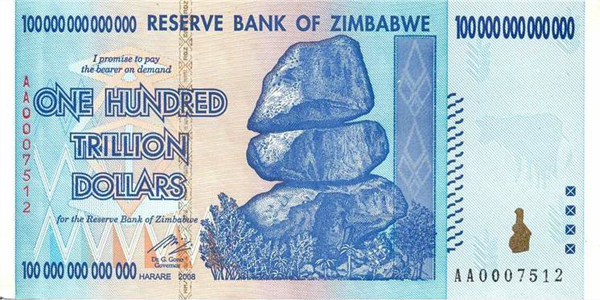 100 000 000 000 000
RESERVE BANK OF ZIMBABWE
100 000 000 000 000
I promise to pay
the bearer on demand
ONE HUNDRED
TRILLION
DOLLARS
for the Reserve Bank of Zimbabwe
Dr. G. Gono
Governor
100 000 000 000 000
HARARE 2008
AA0007512
AA0007512